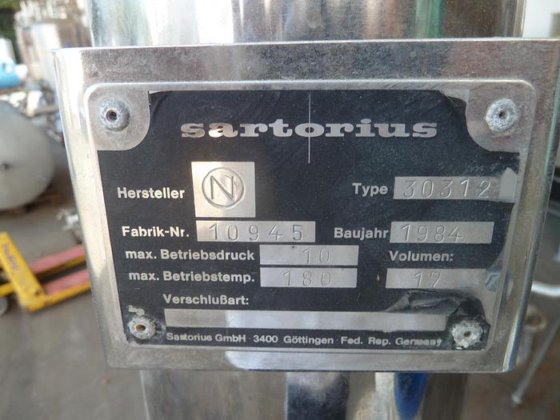 sartorius
Hersteller N Type 30312
Fabrik-Nr. 10945 Baujahr 1984
max. Betriebsdruck 10 Volumen:
max. Betriebstemp. 180 17
Verschlußart:
Sartorius GmbH · 3400 Göttingen · Fed. Rep. Germany